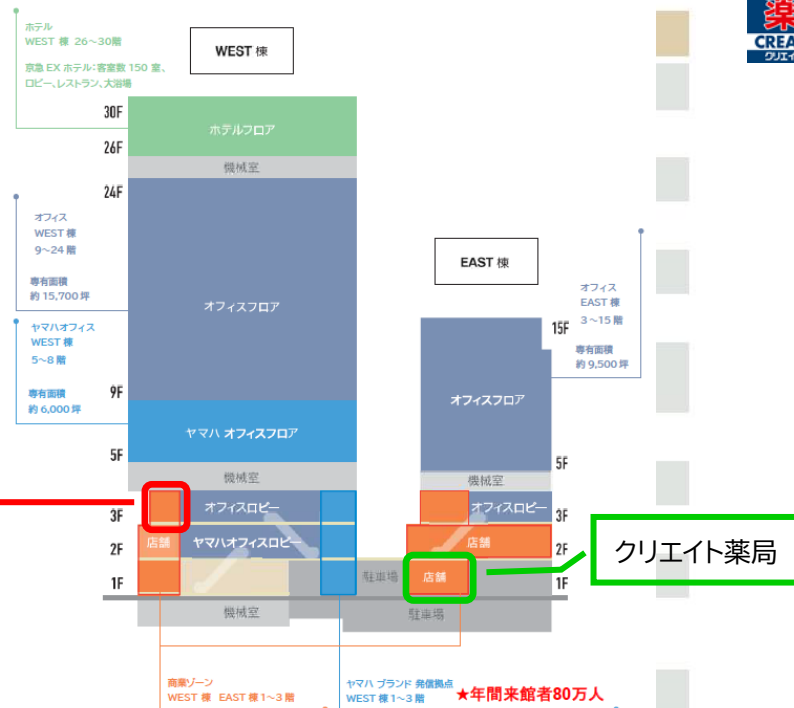 ホテル
WEST 棟 26～30階
京急 EX ホテル：客室数 150 室、
ロビー、レストラン、大浴場
WEST 棟
30F
ホテルフロア
26F
機械室
24F
オフィス
WEST 棟
9～24 階
専有面積
約 15,700 坪
オフィスフロア
ヤマハオフィス
WEST 棟
5～8 階
専有面積
約 6,000 坪
9F
ヤマハ オフィスフロア
5F
機械室
オフィスロビー
3F
店舗
ヤマハオフィスロビー
2F
1F
機械室
EAST 棟
オフィス
EAST 棟
3～15 階
専有面積
約 9,500 坪
15F
オフィスフロア
5F
機械室
オフィスロビー
3F
店舗
2F
駐車場
店舗
1F
駐車場
クリエイト薬局
商業ゾーン
WEST 棟 EAST 棟 1～3 階
ヤマハ ブランド 発信拠点
WEST 棟 1～3 階
★年間来館者80万人